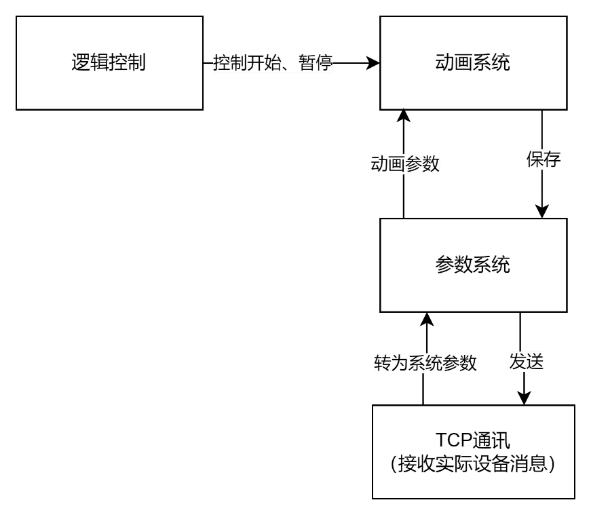 逻辑控制
控制开始、暂停
动画系统
动画参数
保存
参数系统
转为系统参数
发送
TCP通讯
（接收实际设备消息）